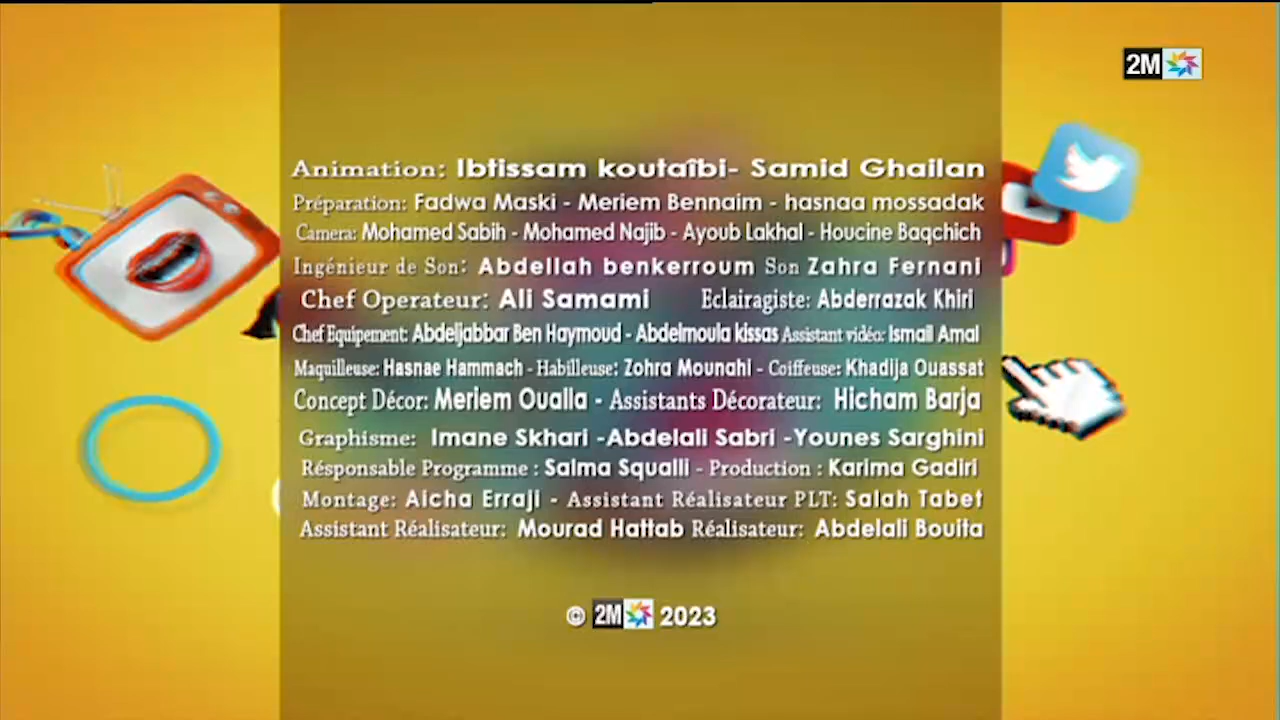 2M
Animation: Ibtissam koutaîbi- Samid Ghailan
Préparation: Fadwa Maski - Meriem Bennaim - hasnaa mossadak
Camera: Mohamed Sabih - Mohamed Najib - Ayoub Lakhal - Houcine Baqchich
Ingénieur de Son: Abdellah benkerroum Son Zahra Fernani
Chef Operateur: Ali Samami Eclairagiste: Abderrazak Khiri
Chef Equipement: Abdeljabbar Ben Haymoud - Abdelmoula kissas Assistant vidéo: Ismail Amal
Maquilleuse: Hasnae Hammach - Habilleuse: Zohra Mounahi - Coiffeuse: Khadija Ouassat
Concept Décor: Meriem Oualla - Assistants Décorateur: Hicham Barja
Graphisme: Imane Skhari -Abdelali Sabri -Younes Sarghini
Résponsable Programme : Salma Squalli - Production : Karima Gadiri
Montage: Aicha Erraji - Assistant Réalisateur PLT: Salah Tabet
Assistant Réalisateur: Mourad Hattab Réalisateur: Abdelali Bouita
© 2M 2023